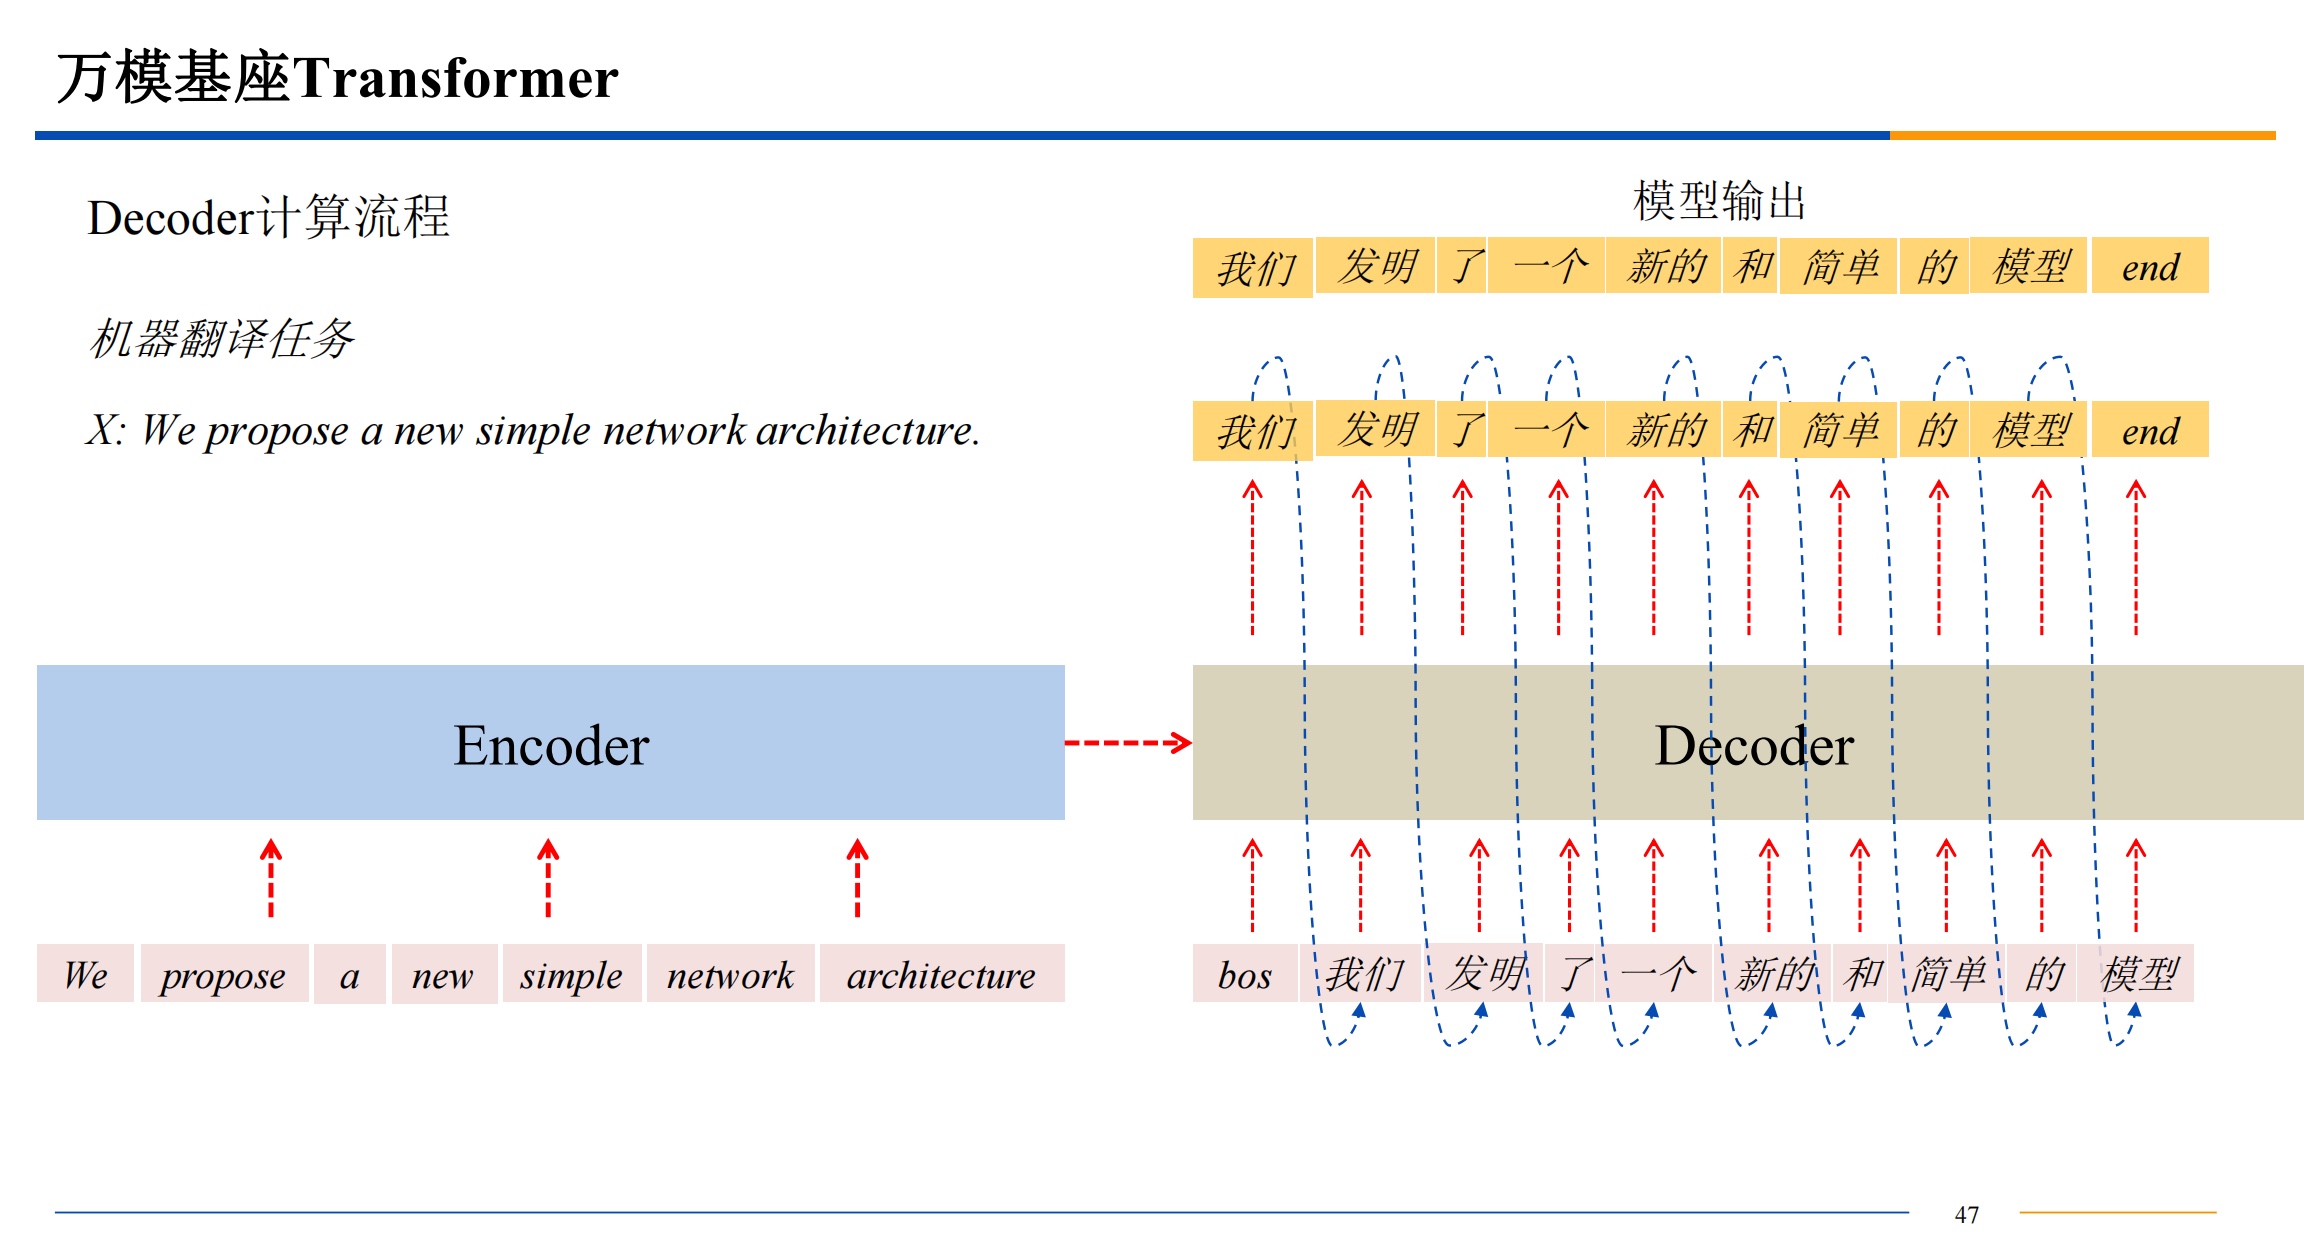 万模基座Transformer
Decoder计算流程
机器翻译任务
X: We propose a new simple network architecture.
模型输出
我们 发明 了 一个 新的 和 简单 的 模型 end
我们 发明 了 一个 新的 和 简单 的 模型 end
Encoder
Decoder
We propose a new simple network architecture
bos 我们 发明 了 一个 新的 和 简单 的 模型
47